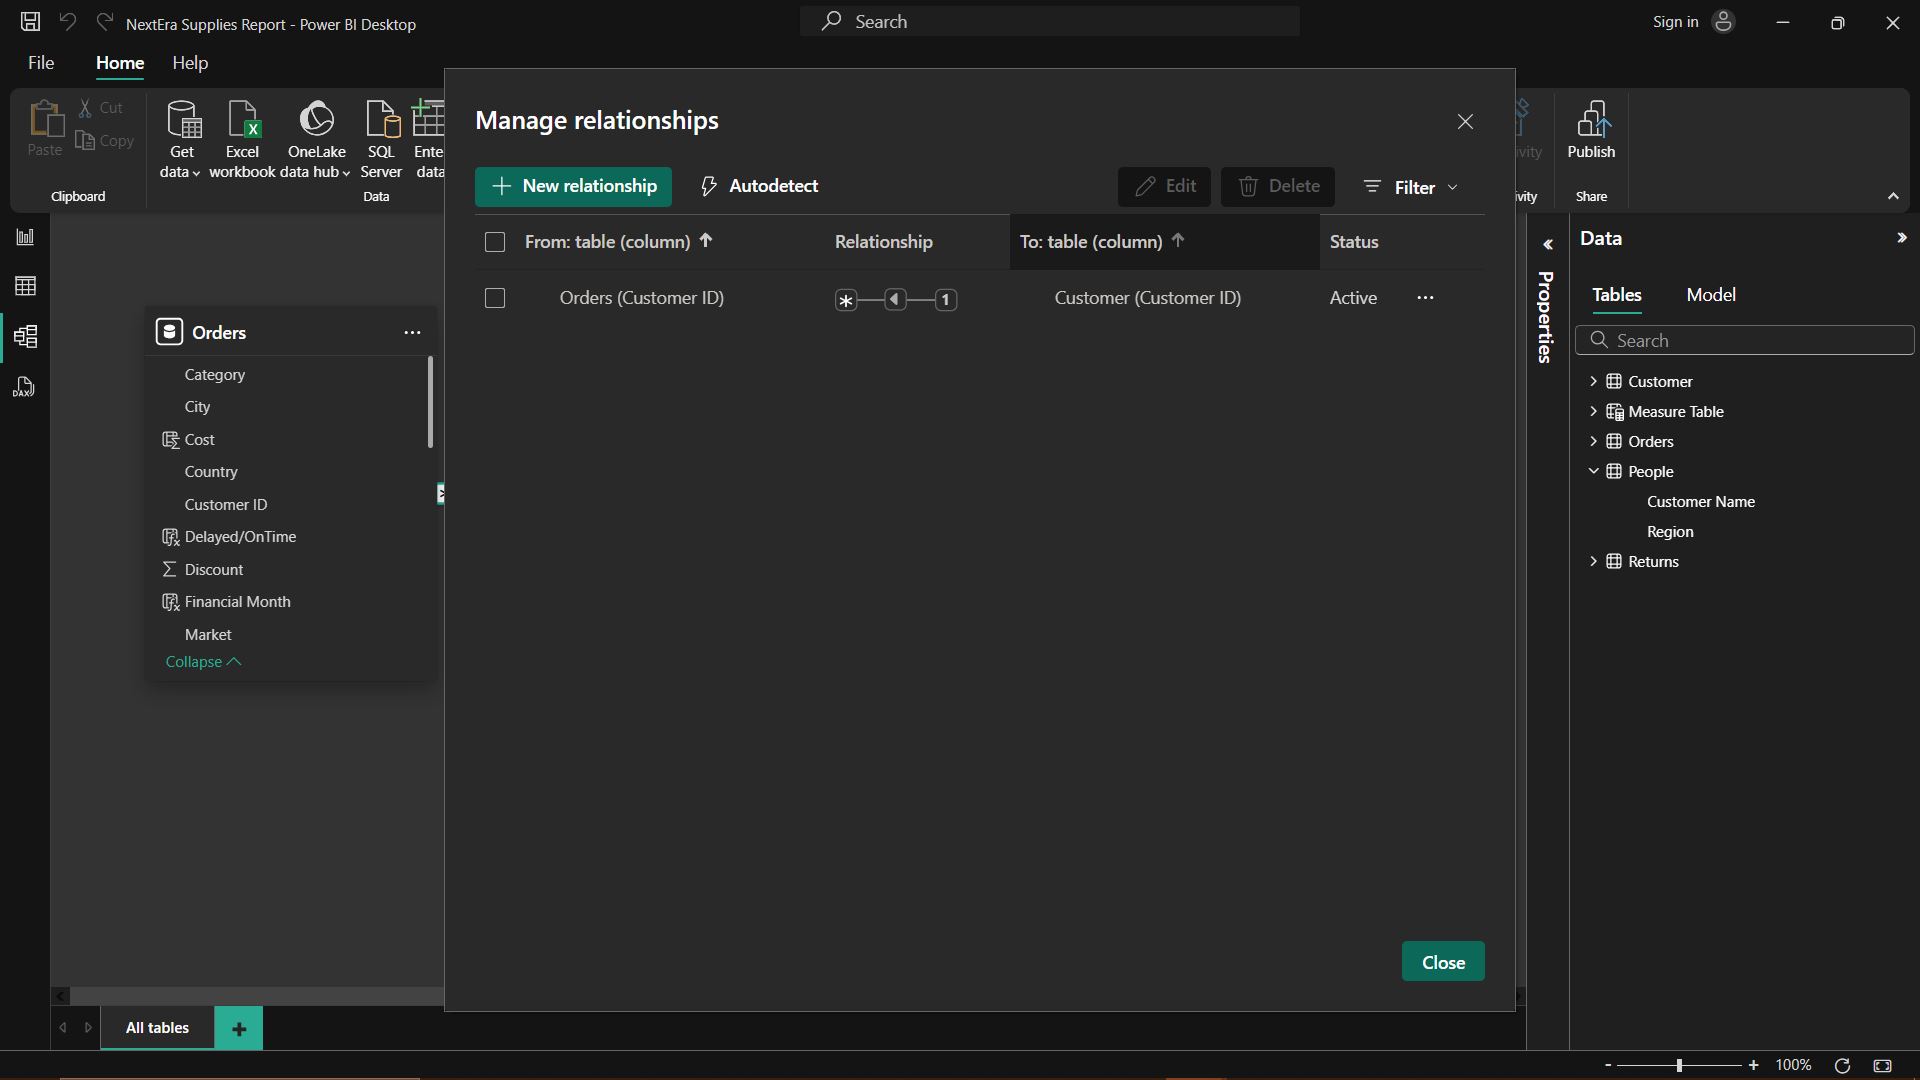 NextEra Supplies Report - Power BI Desktop
Search
Sign in
File
Home
Help
Paste
Cut
Copy
Clipboard
Get data
Excel workbook
OneLake data hub
SQL Server
Ente
data
Data
Manage relationships
New relationship
Autodetect
Edit
Delete
Filter
From: table (column)
Relationship
To: table (column)
Status
Orders (Customer ID)
* 1
Customer (Customer ID)
Active
...
Close
ivity
ivity
Publish
Share
Orders
...
Category
City
Cost
Country
Customer ID
Delayed/OnTime
Discount
Financial Month
Market
Collapse
DAX
Properties
Data
Tables
Model
Search
Customer
Measure Table
Orders
People
Customer Name
Region
Returns
All tables
+
- + 100%